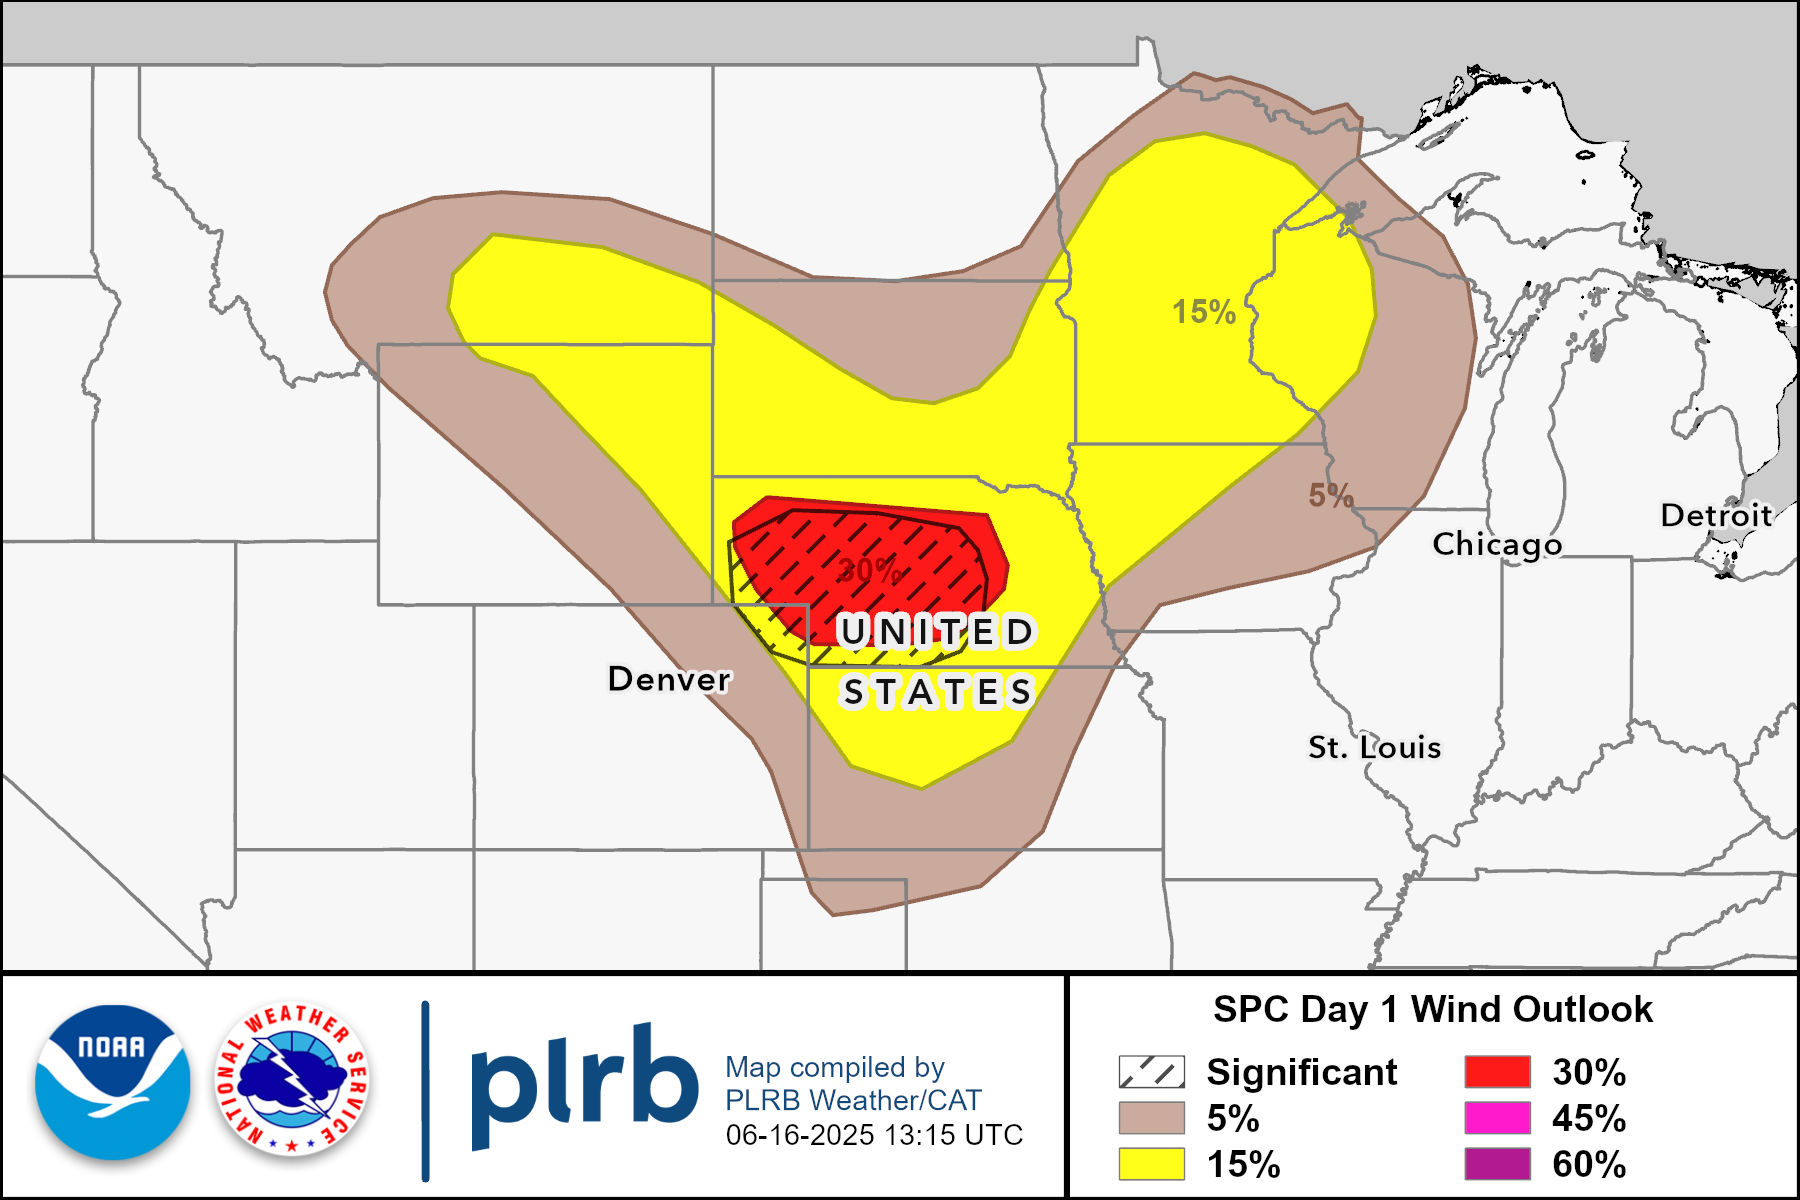 15%
5%
Detroit
Chicago
30%
UNITED
STATES
Denver
St. Louis
NOAA
NATIONAL WEATHER SERVICE
plrb
Map compiled by
PLRB Weather/CAT
06-16-2025 13:15 UTC
SPC Day 1 Wind Outlook
Significant
5%
15%
30%
45%
60%